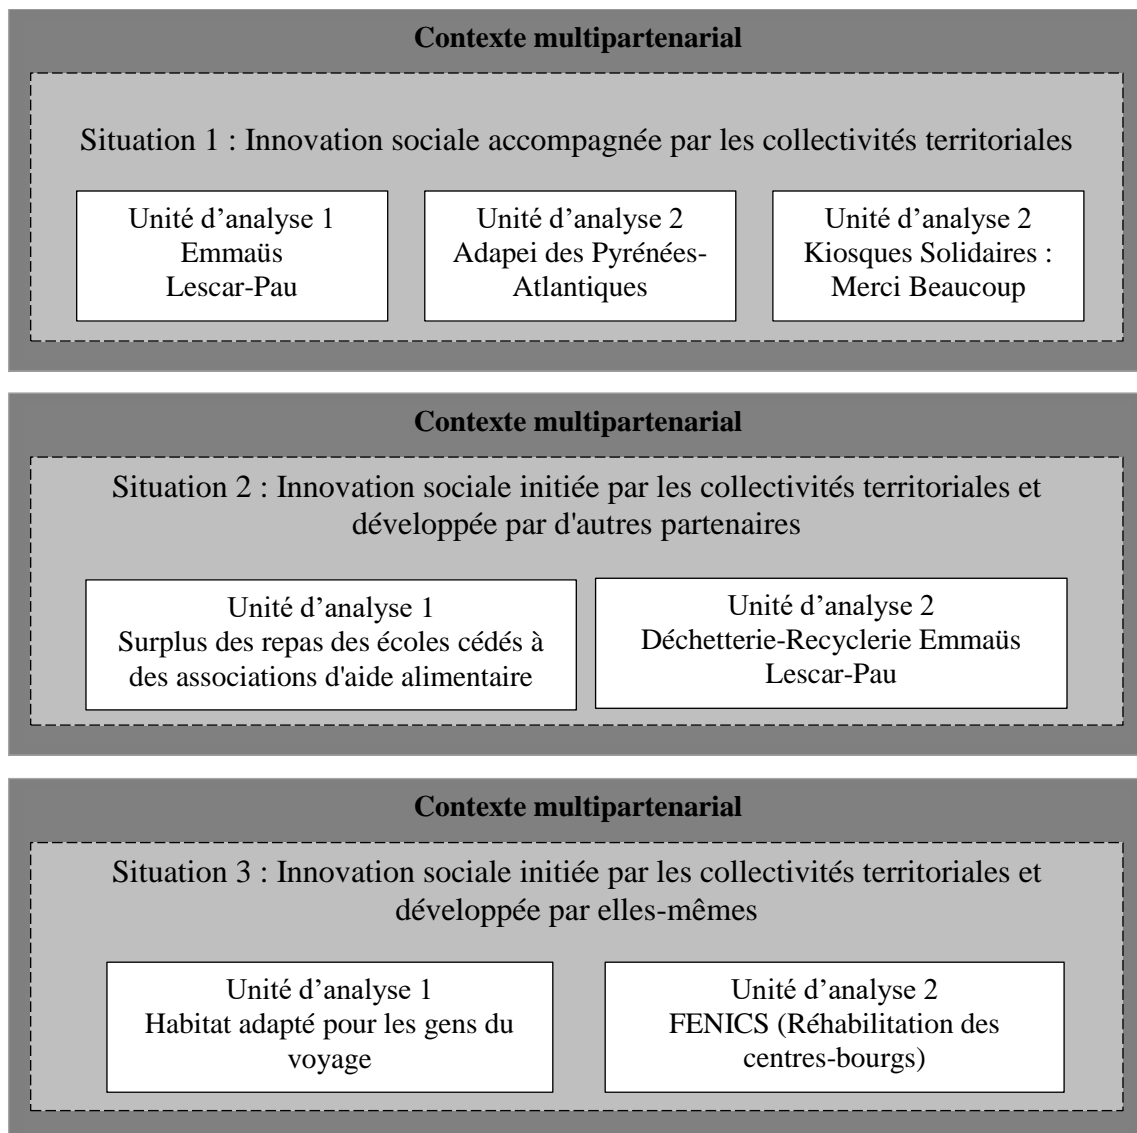 Contexte multipartenarial
Situation 1 : Innovation sociale accompagnée par les collectivités territoriales
Unité d’analyse 1
Emmaüs
Lescar-Pau
Unité d’analyse 2
Adapei des Pyrénées-
Atlantiques
Unité d’analyse 2
Kiosques Solidaires :
Merci Beaucoup
Contexte multipartenarial
Situation 2 : Innovation sociale initiée par les collectivités territoriales et
développée par d'autres partenaires
Unité d’analyse 1
Surplus des repas des écoles cédés à
des associations d'aide alimentaire
Unité d’analyse 2
Déchetterie-Recyclerie Emmaüs
Lescar-Pau
Contexte multipartenarial
Situation 3 : Innovation sociale initiée par les collectivités territoriales et
développée par elles-mêmes
Unité d’analyse 1
Habitat adapté pour les gens du
voyage
Unité d’analyse 2
FENICS (Réhabilitation des
centres-bourgs)